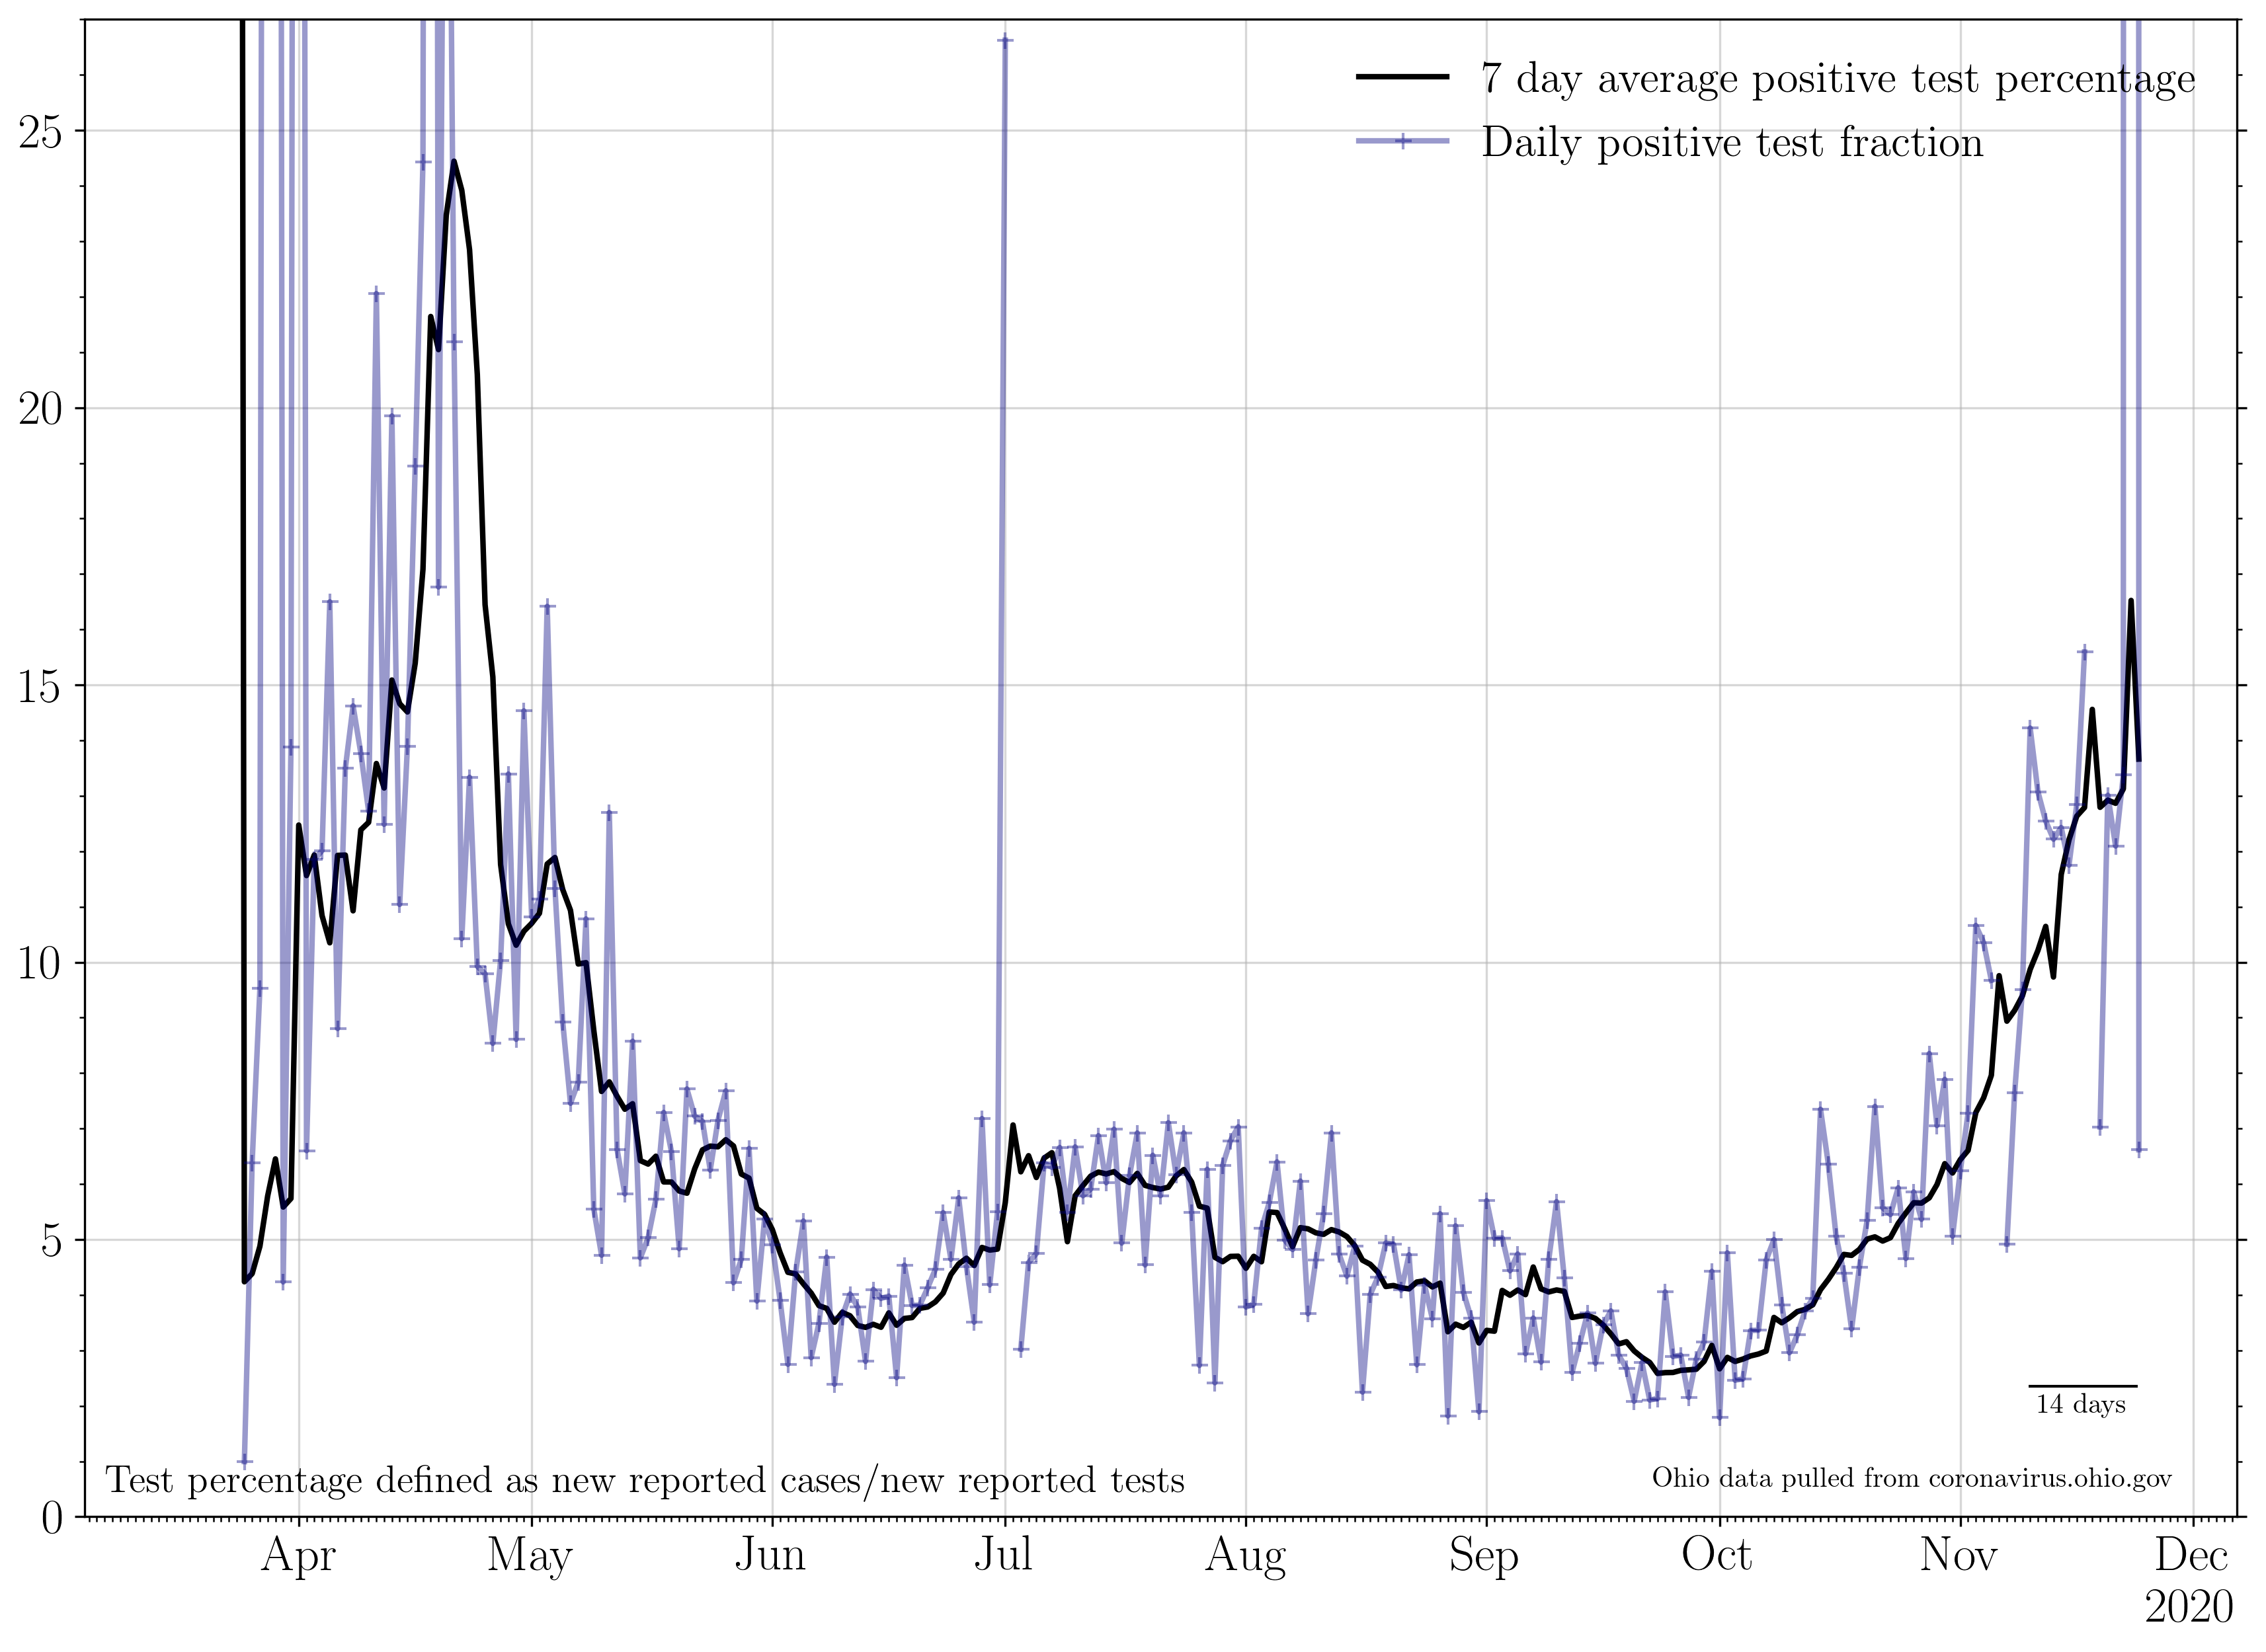 7 day average positive test percentage
Daily positive test fraction
25
20
15
10
5
0
14 days
Test percentage defined as new reported cases/new reported tests
Ohio data pulled from coronavirus.ohio.gov
Apr May Jun Jul Aug Sep Oct Nov Dec
2020